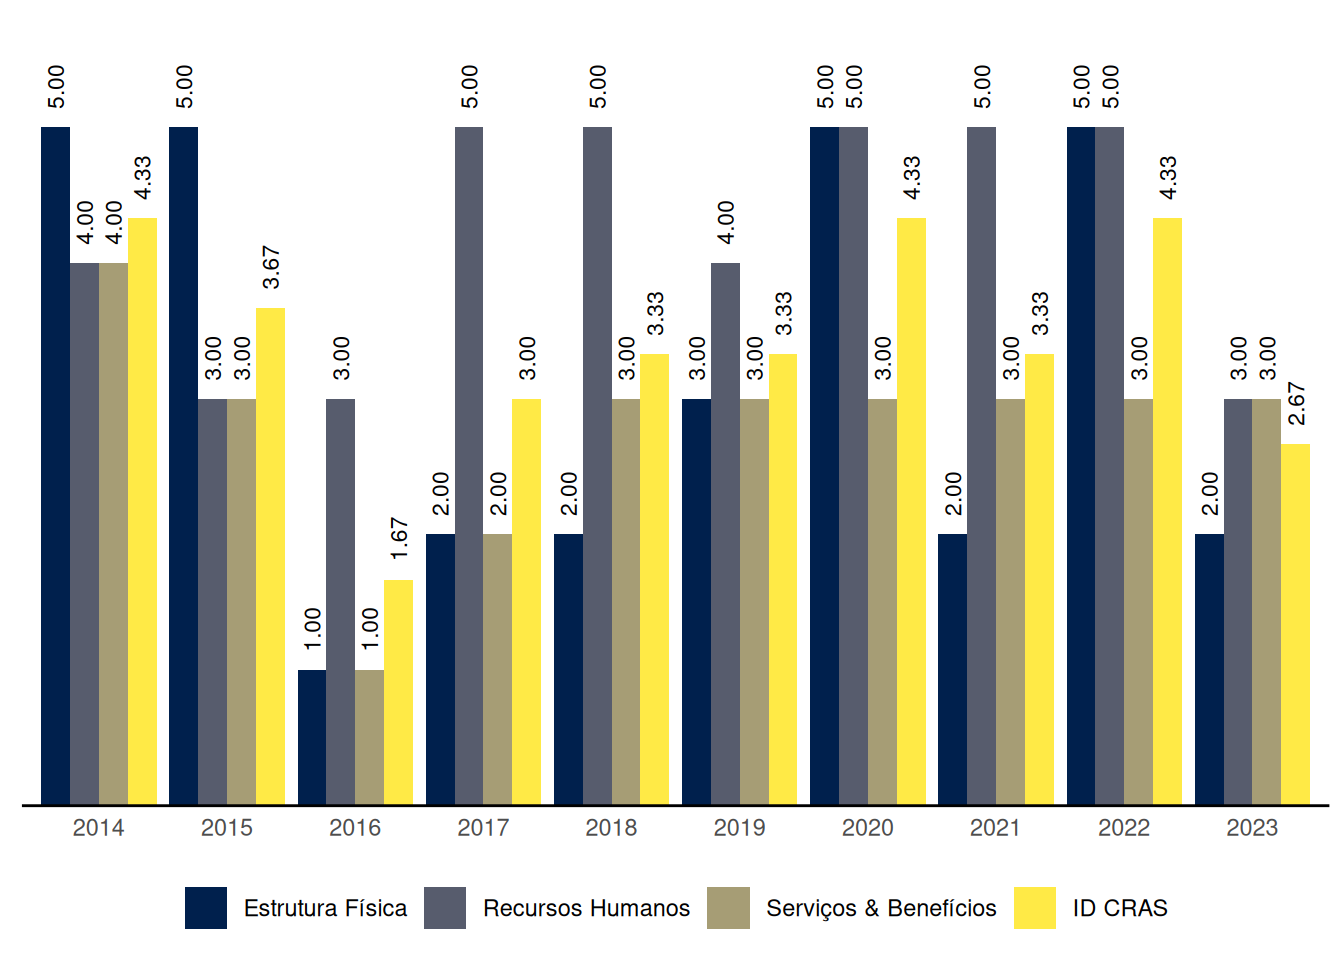 5.00 4.00 4.00 4.33 5.00 3.00 3.00 3.67 1.00 3.00 1.00 1.67 2.00 5.00 2.00 3.00 2.00 5.00 3.00 3.33 3.00 4.00 3.00 3.33 5.00 5.00 3.00 4.33 2.00 5.00 3.00 3.33 5.00 5.00 3.00 4.33 2.00 3.00 3.00 2.67
2014 2015 2016 2017 2018 2019 2020 2021 2022 2023
Estrutura Física Recursos Humanos Serviços & Benefícios ID CRAS